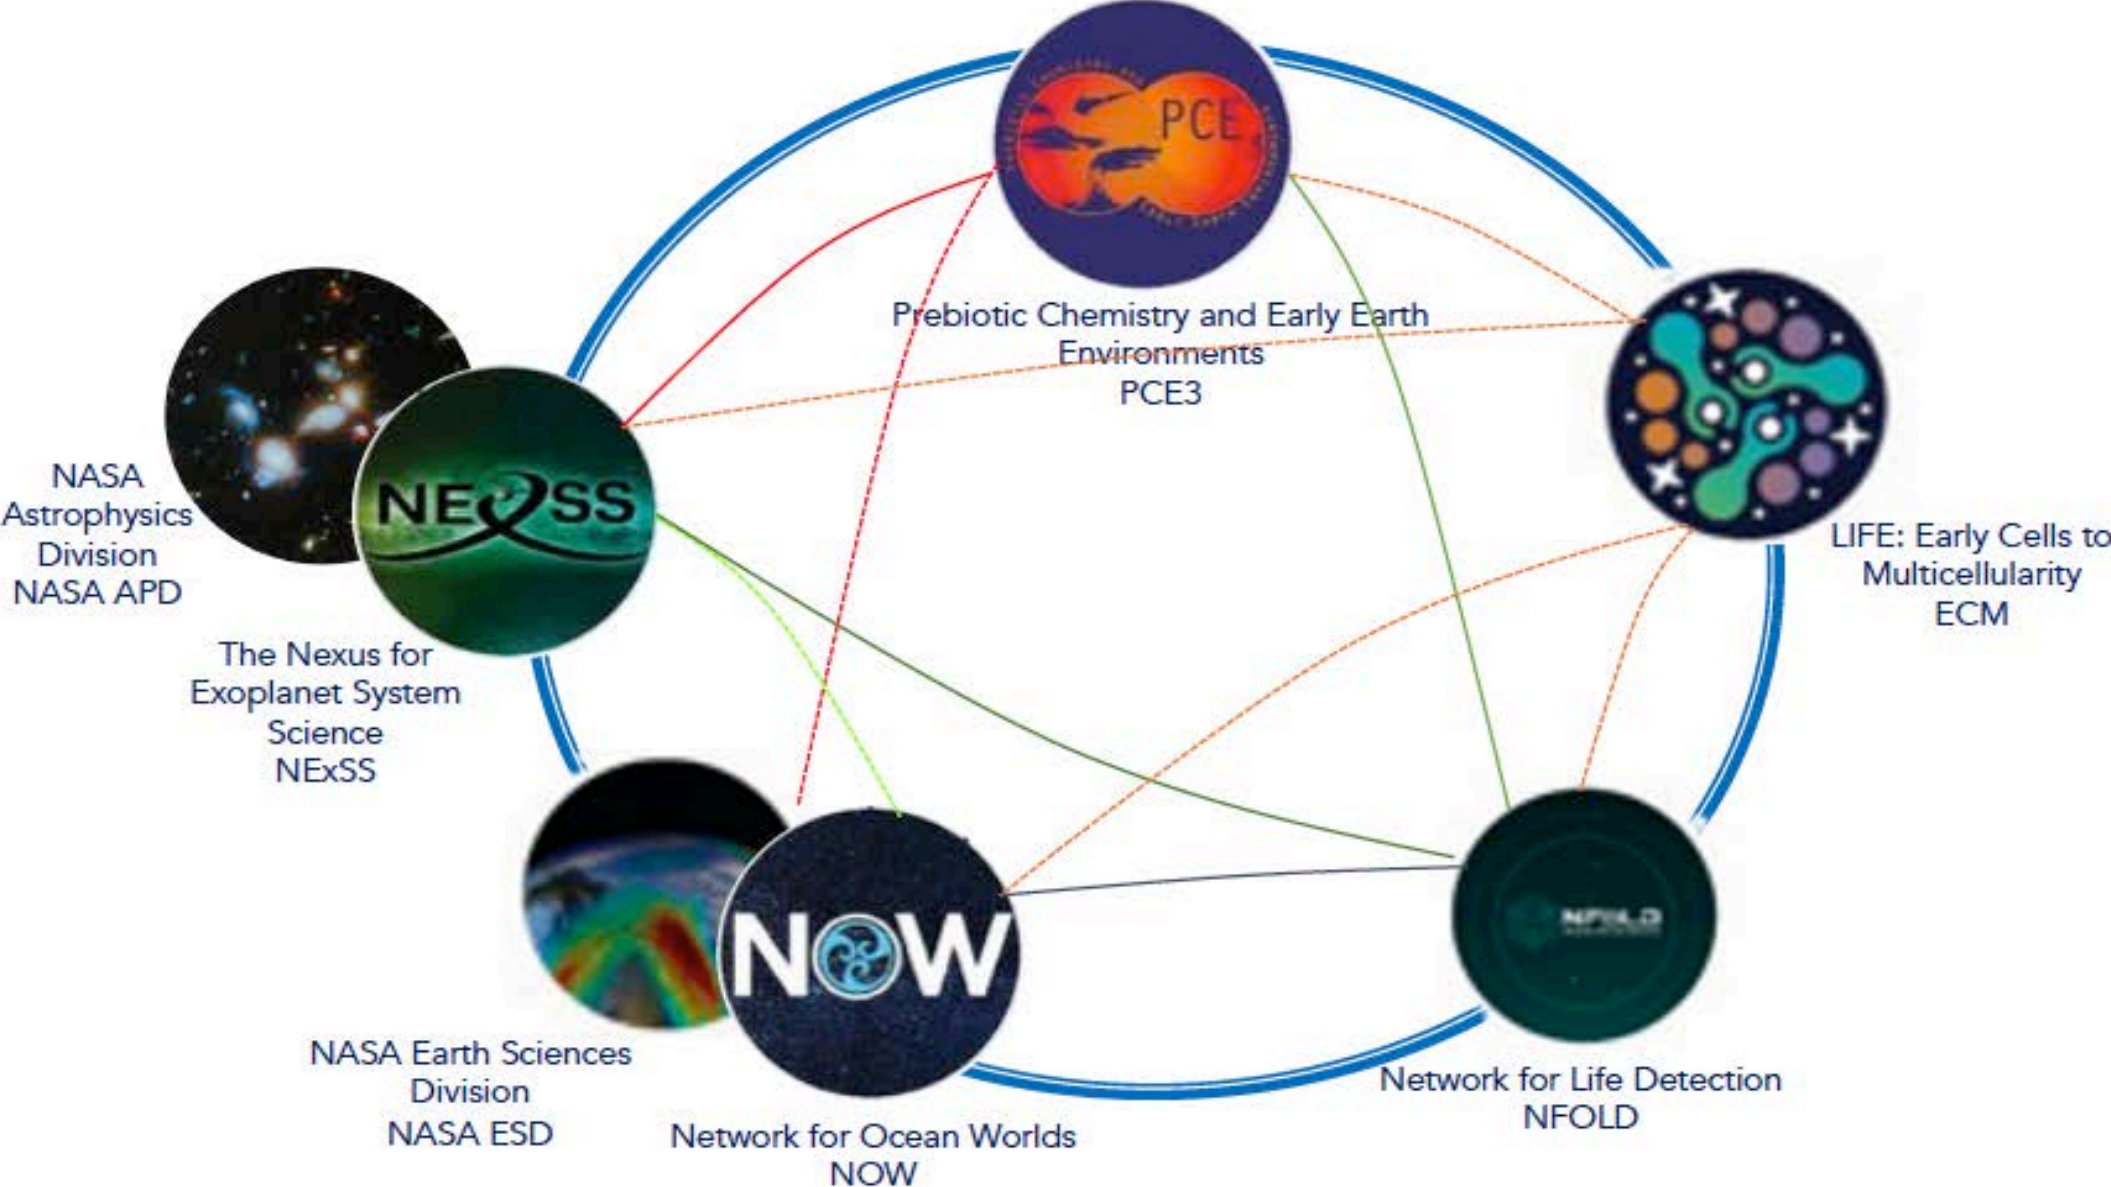 PCE
Prebiotic Chemistry and Early Earth
Environments
PCE3
NExSS
NASA
Astrophysics
Division
NASA APD
LIFE: Early Cells to
Multicellularity
ECM
The Nexus for
Exoplanet System
Science
NExSS
NOW
NFOLD
NASA Earth Sciences
Division
NASA ESD
Network for Life Detection
NFOLD
Network for Ocean Worlds
NOW